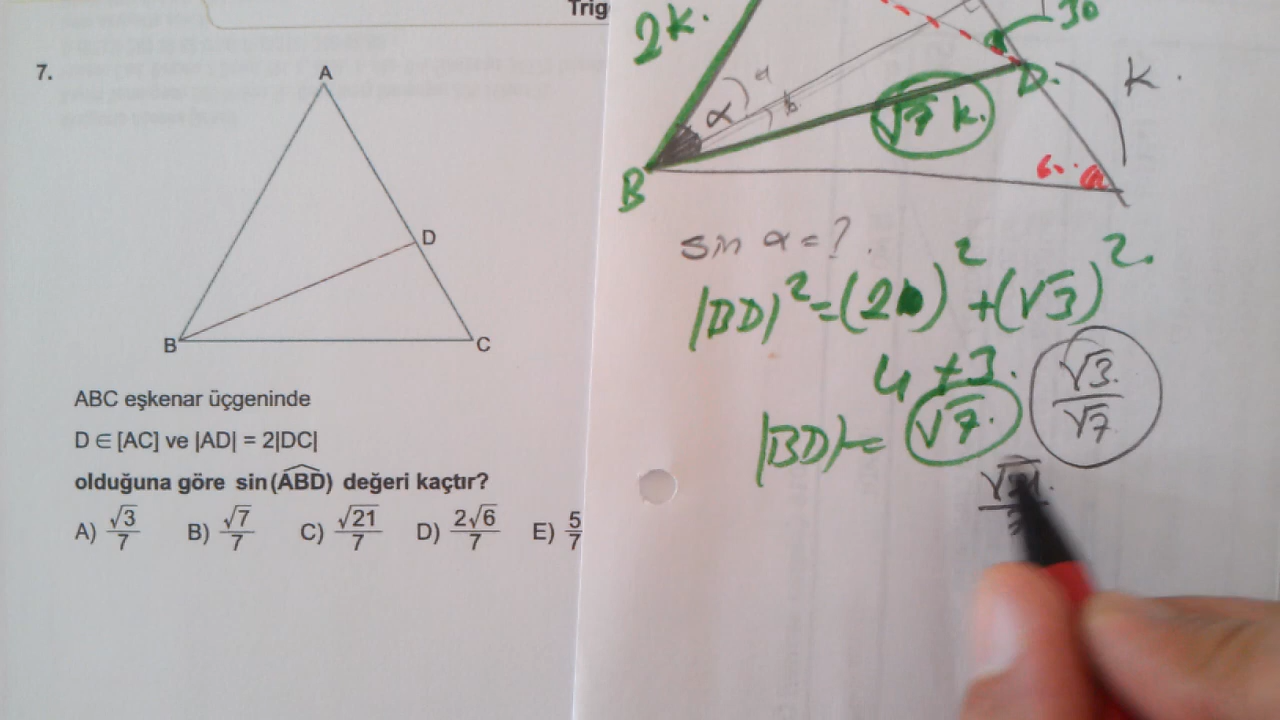 Trig
7.
A
D
B
C
ABC eşkenar üçgeninde
D ∈ [AC] ve |AD| = 2|DC|
olduğuna göre sin(ABD) değeri kaçtır?
A) √3/7 B) √7/7 C) √21/7 D) 2√6/7 E) 5/7
2k.
30
D.
K.
α
√7 k.
B
sin α = ?.
|BD|² = (2 )² + (√3)².
4 + 3.
√3/√7
|BD| = √7.